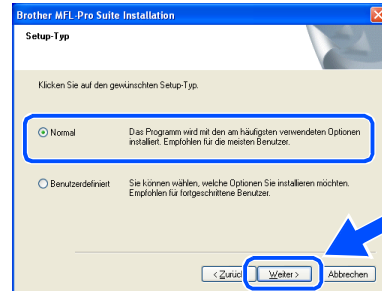 Brother MFL-Pro Suite Installation
Setup-Typ
Klicken Sie auf den gewünschten Setup-Typ.
Normal
Das Programm wird mit den am häufigsten verwendeten Optionen
installiert. Empfohlen für die meisten Benutzer.
Benutzerdefiniert
Sie können wählen, welche Optionen Sie installieren möchten.
Empfohlen für fortgeschrittene Benutzer.
< Zurück
Weiter >
Abbrechen